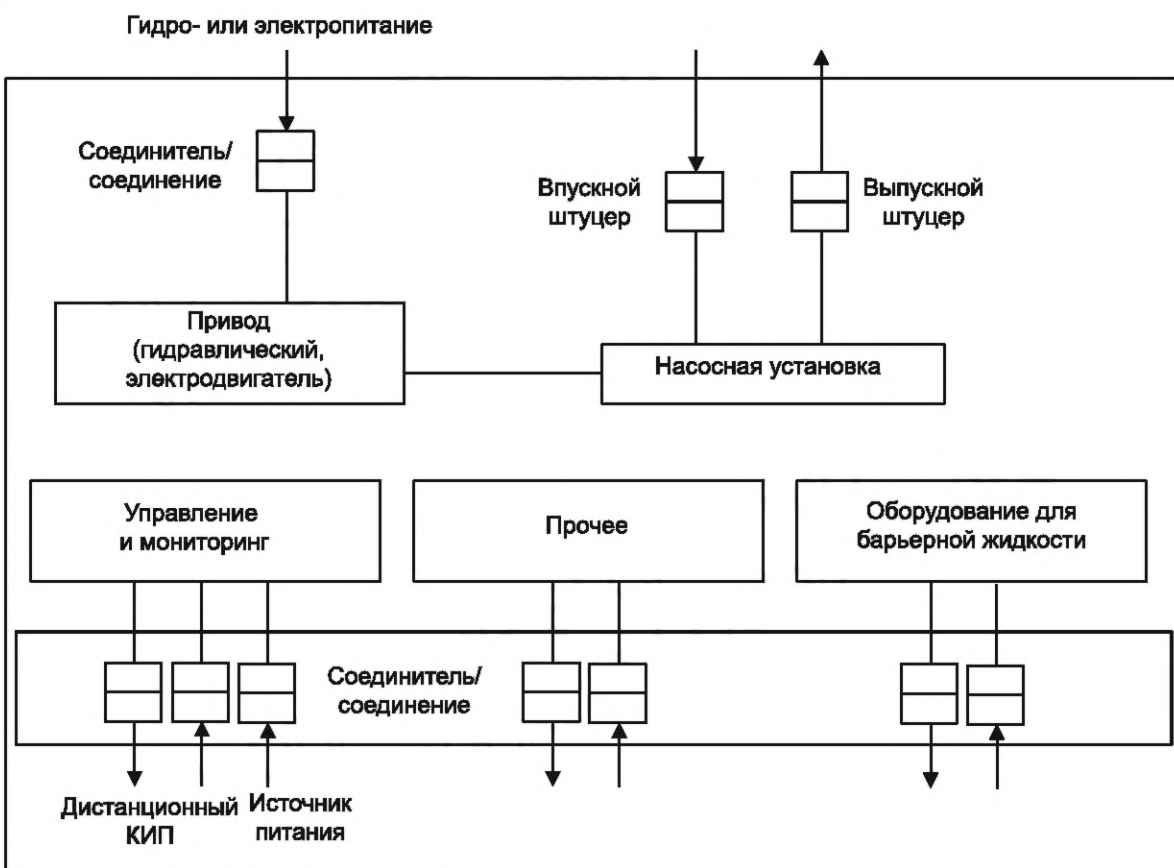 Гидро- или электропитание
Соединитель/
соединение
Впускной
штуцер
Выпускной
штуцер
Привод
(гидравлический,
электродвигатель)
Насосная установка
Управление
и мониторинг
Прочее
Оборудование для
барьерной жидкости
Соединитель/
соединение
Дистанционный
КИП
Источник
питания